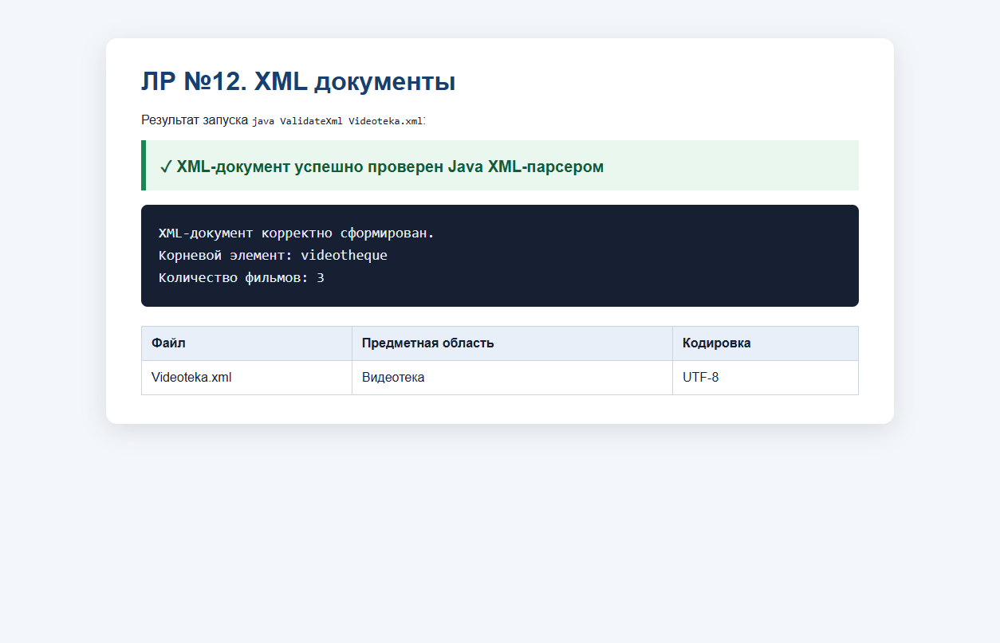 ЛР №12. XML документы
Результат запуска java ValidateXml Videoteka.xml:
✓ XML-документ успешно проверен Java XML-парсером
XML-документ корректно сформирован.
Корневой элемент: videotheque
Количество фильмов: 3
Файл Предметная область Кодировка
Videoteka.xml Видеотека UTF-8